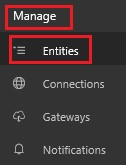 Manage
Entities
Connections
Gateways
Notifications